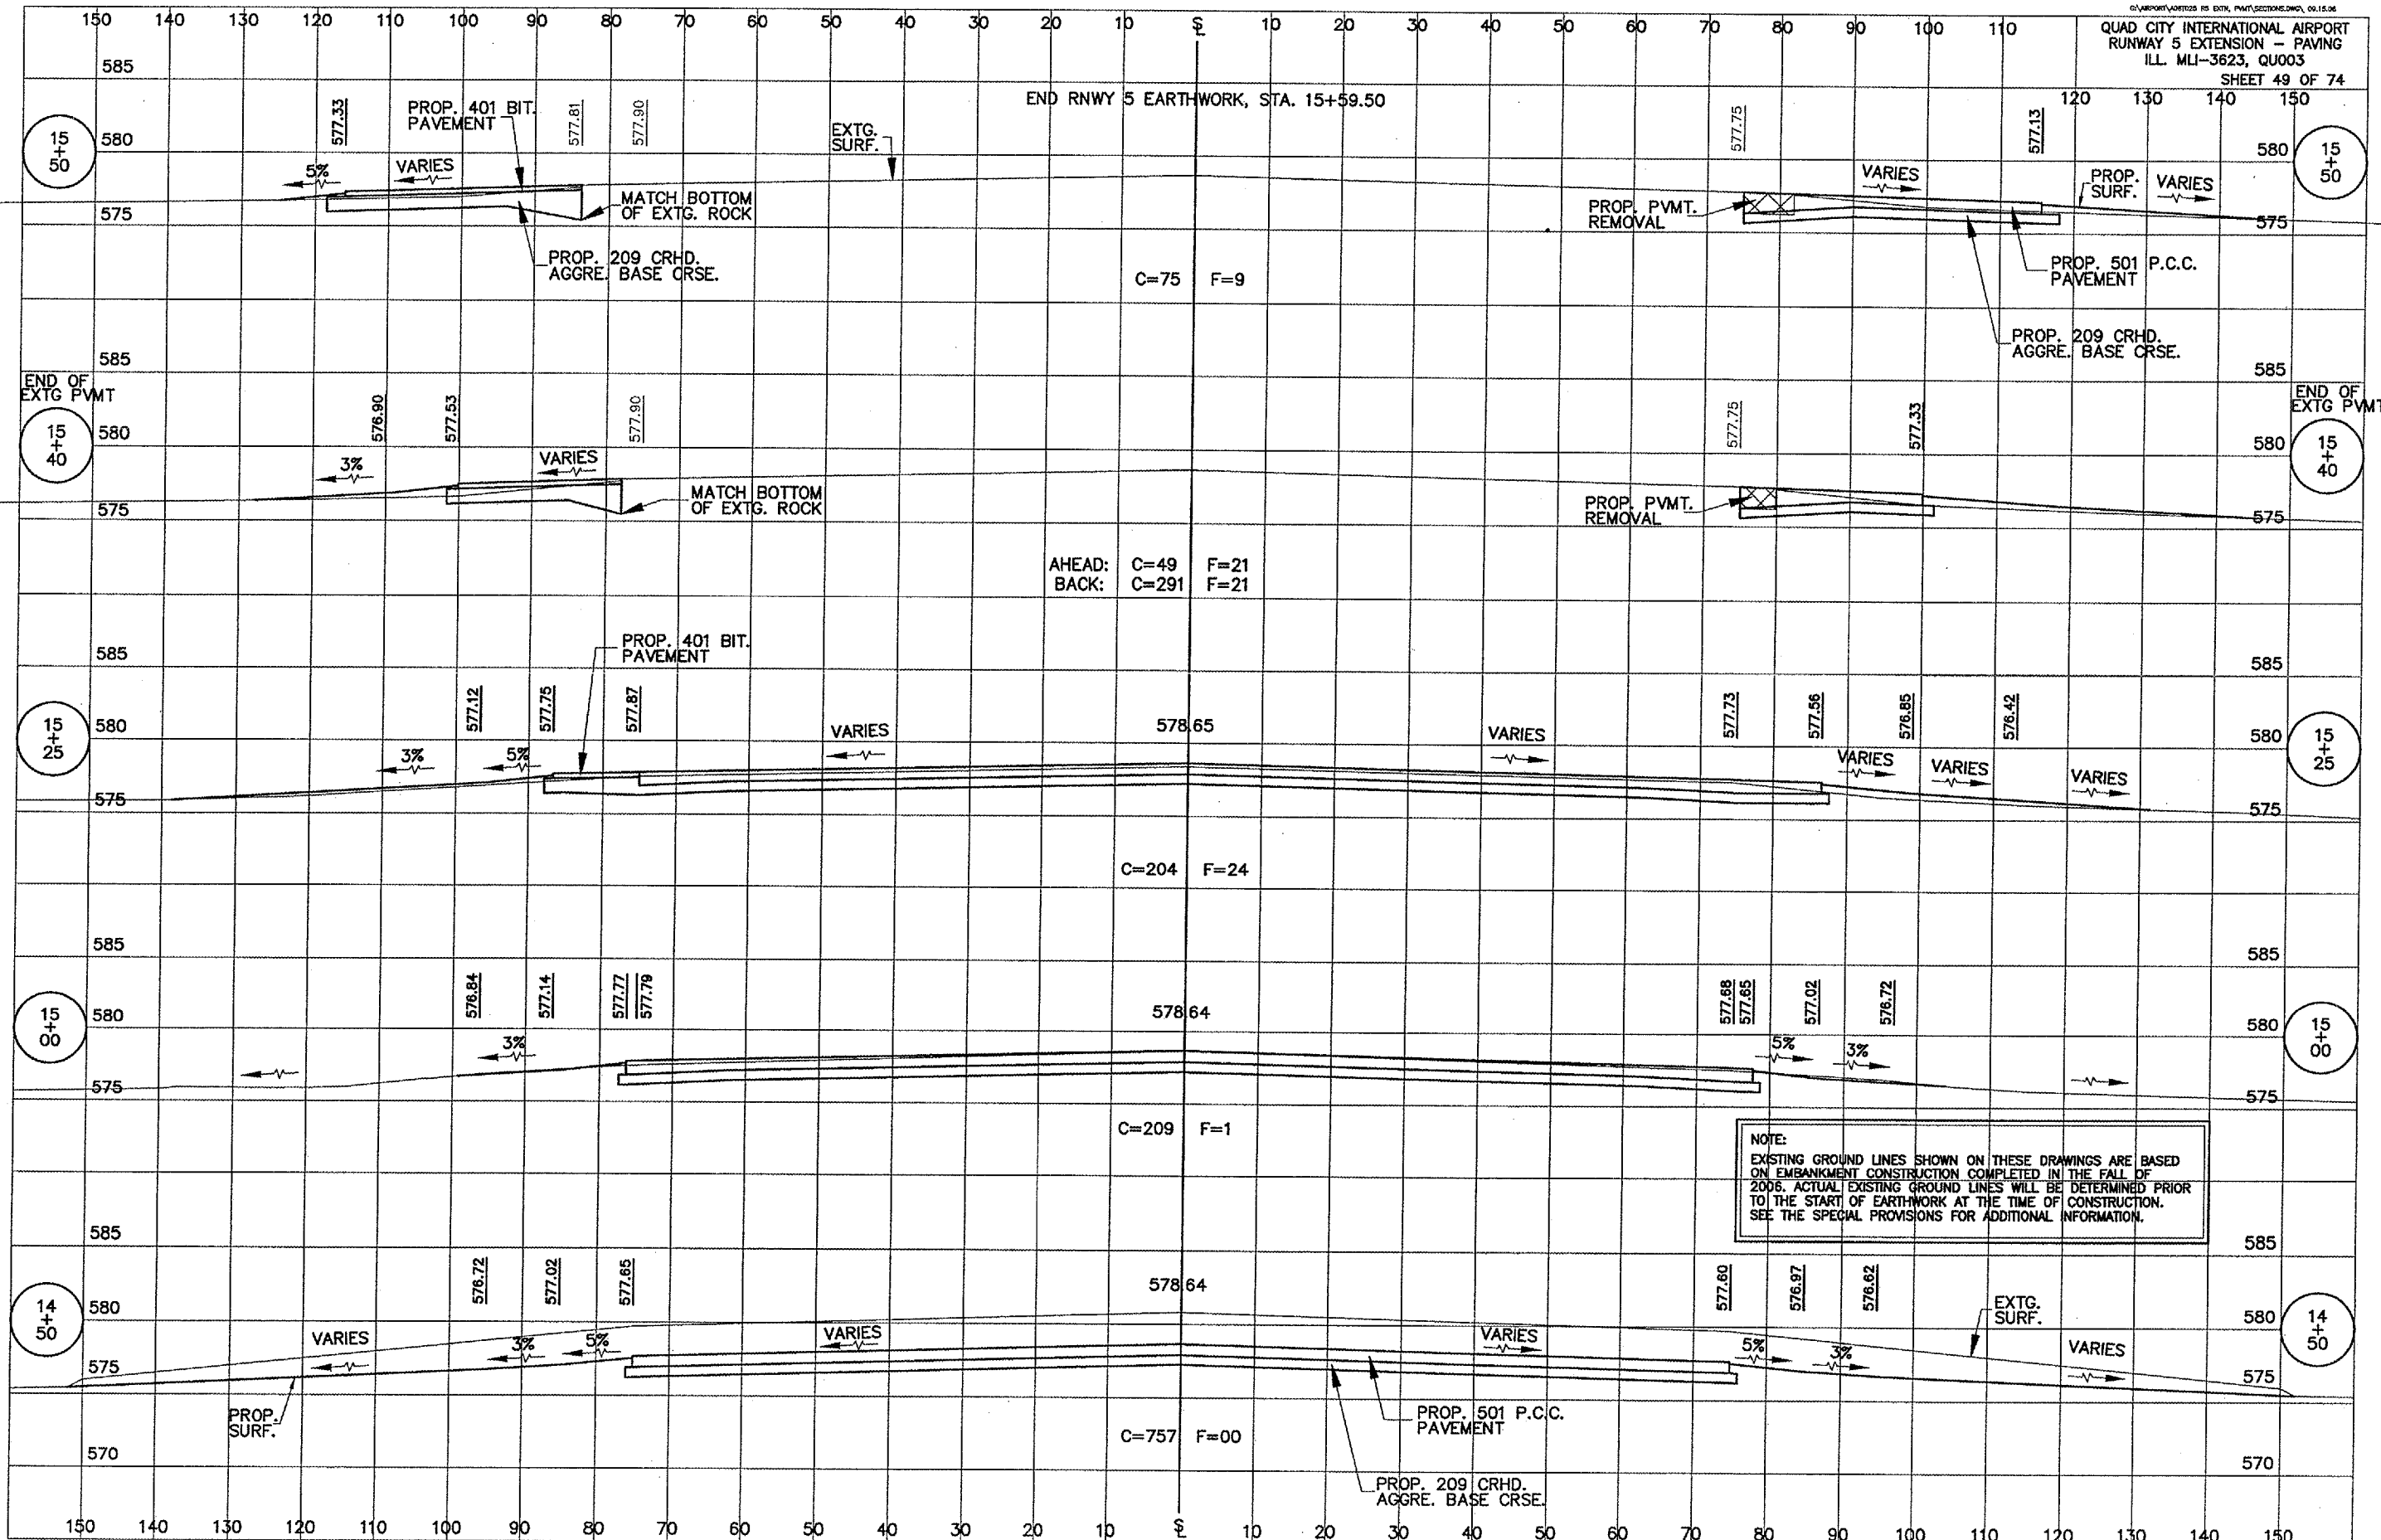 G:\AIRPORT\A06T026 R5 EXTN, PVMT\SECTIONS.DWG\, 09.15.06
QUAD CITY INTERNATIONAL AIRPORT
RUNWAY 5 EXTENSION – PAVING
ILL. MLI–3623, QU003
SHEET 49 OF 74
150 140 130 120 110 100 90 80 70 60 50 40 30 20 10 ℄ 10 20 30 40 50 60 70 80 90 100 110
120 130 140 150
END RNWY 5 EARTHWORK, STA. 15+59.50
585
15
+
50
580
575
577.33
PROP. 401 BIT.
PAVEMENT
577.81
577.90
EXTG.
SURF.
5%
VARIES
MATCH BOTTOM
OF EXTG. ROCK
PROP. 209 CRHD.
AGGRE. BASE CRSE.
C=75 F=9
577.75
577.13
PROP. PVMT.
REMOVAL
VARIES
PROP.
SURF.
VARIES
PROP. 501 P.C.C.
PAVEMENT
PROP. 209 CRHD.
AGGRE. BASE CRSE.
580
575
15
+
50
585
END OF
EXTG PVMT
15
+
40
580
575
576.90
577.53
577.90
3%
VARIES
MATCH BOTTOM
OF EXTG. ROCK
AHEAD: C=49 F=21
BACK: C=291 F=21
577.75
577.33
PROP. PVMT.
REMOVAL
585
580
575
END OF
EXTG PVMT
15
+
40
585
15
+
25
580
575
PROP. 401 BIT.
PAVEMENT
577.12
577.75
577.87
3%
5%
VARIES
578.65
VARIES
577.73
577.56
576.85
576.42
VARIES
VARIES
VARIES
C=204 F=24
585
580
575
15
+
25
585
15
+
00
580
575
576.84
577.14
577.77
577.79
3%
578.64
577.68
577.65
577.02
576.72
5%
3%
C=209 F=1
585
580
575
15
+
00
NOTE:
EXISTING GROUND LINES SHOWN ON THESE DRAWINGS ARE BASED
ON EMBANKMENT CONSTRUCTION COMPLETED IN THE FALL OF
2006. ACTUAL EXISTING GROUND LINES WILL BE DETERMINED PRIOR
TO THE START OF EARTHWORK AT THE TIME OF CONSTRUCTION.
SEE THE SPECIAL PROVISIONS FOR ADDITIONAL INFORMATION.
585
14
+
50
580
575
570
576.72
577.02
577.65
VARIES
3%
5%
VARIES
578.64
VARIES
577.60
576.97
576.62
5%
3%
EXTG.
SURF.
VARIES
PROP.
SURF.
C=757 F=00
PROP. 501 P.C.C.
PAVEMENT
PROP. 209 CRHD.
AGGRE. BASE CRSE.
585
580
575
570
14
+
50
150 140 130 120 110 100 90 80 70 60 50 40 30 20 10 ℄ 10 20 30 40 50 60 70 80 90 100 110 120 130 140 150